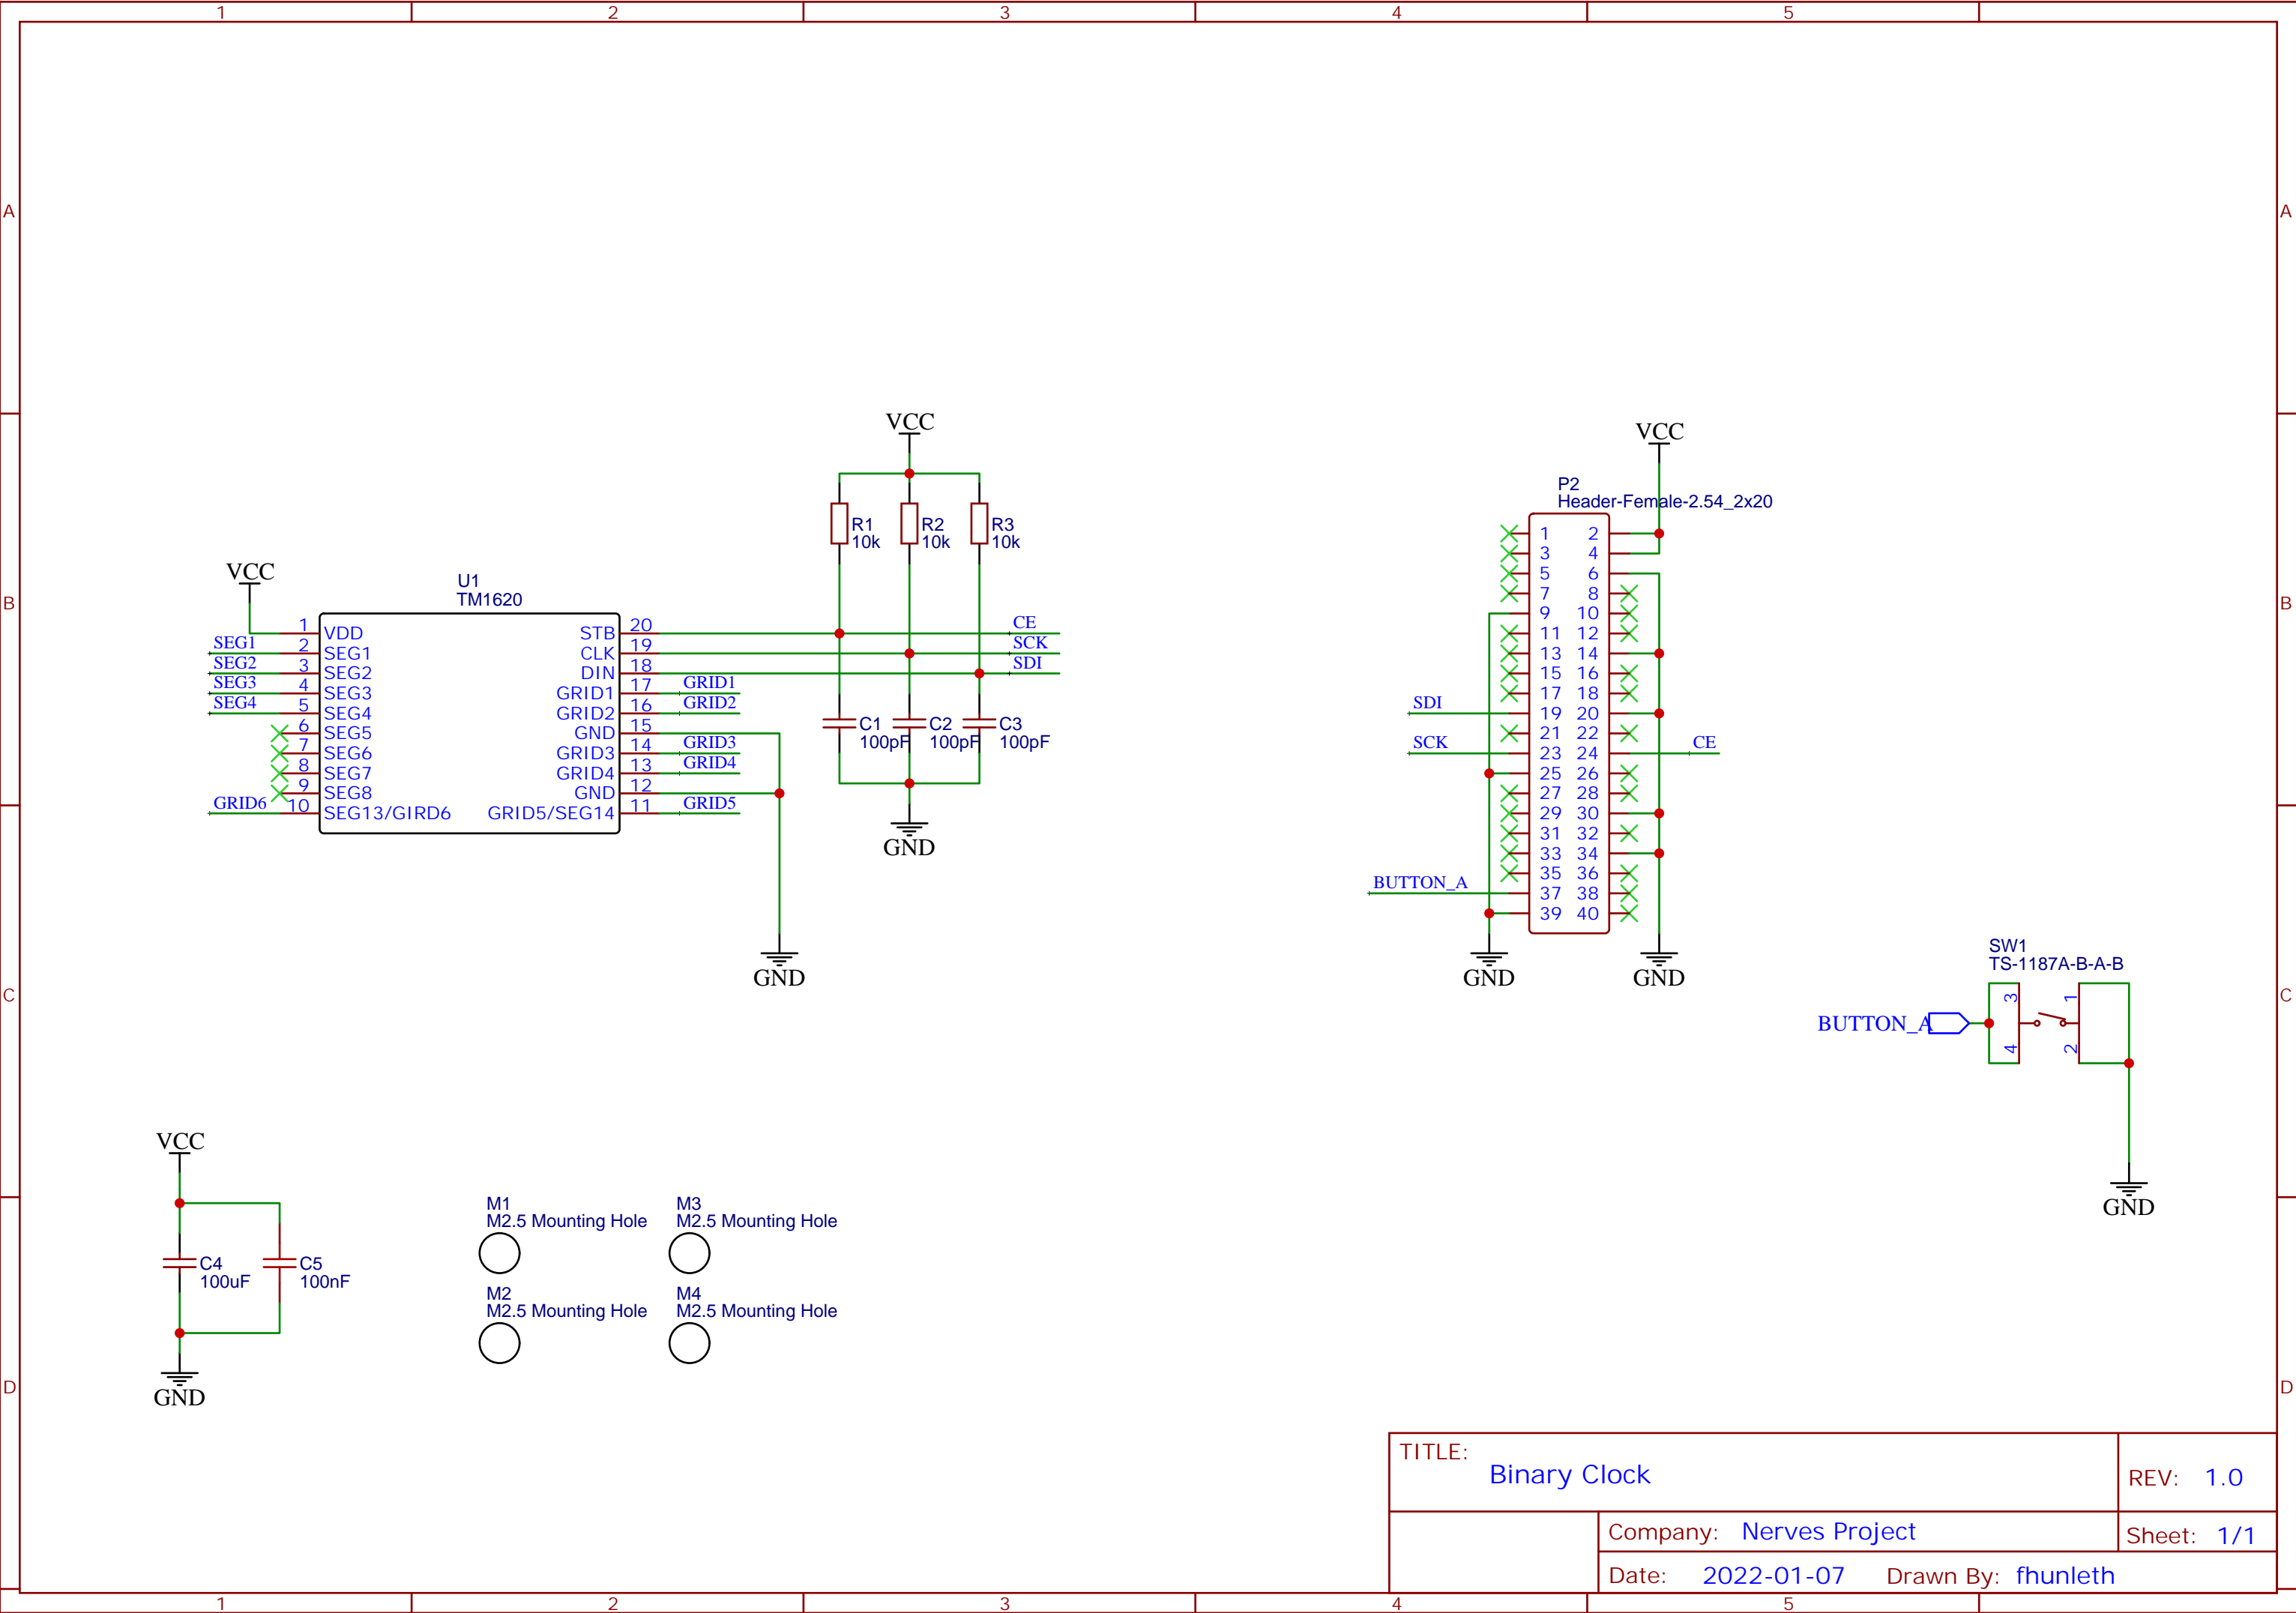 1 2 3 4 5
A A
B B
C C
D D
VCC
U1
TM1620
1 VDD
SEG1 2 SEG1
SEG2 3 SEG2
SEG3 4 SEG3
SEG4 5 SEG4
6 SEG5
7 SEG6
8 SEG7
9 SEG8
GRID6 10 SEG13/GIRD6
STB 20 CE
CLK 19 SCK
DIN 18 SDI
GRID1 17 GRID1
GRID2 16 GRID2
GND 15
GRID3 14 GRID3
GRID4 13 GRID4
GND 12
GRID5/SEG14 11 GRID5
GND
VCC
R1
10k
R2
10k
R3
10k
C1
100pF
C2
100pF
C3
100pF
GND
VCC
P2
Header-Female-2.54_2x20
1 2
3 4
5 6
7 8
9 10
11 12
13 14
15 16
17 18
SDI 19 20
21 22
SCK 23 24 CE
25 26
27 28
29 30
31 32
33 34
35 36
BUTTON_A 37 38
39 40
GND GND
SW1
TS-1187A-B-A-B
BUTTON_A
3 1
4 2
GND
VCC
C4
100uF
C5
100nF
GND
M1
M2.5 Mounting Hole
M3
M2.5 Mounting Hole
M2
M2.5 Mounting Hole
M4
M2.5 Mounting Hole
TITLE:
Binary Clock
REV: 1.0
Company: Nerves Project
Sheet: 1/1
Date: 2022-01-07 Drawn By: fhunleth
1 2 3 4 5